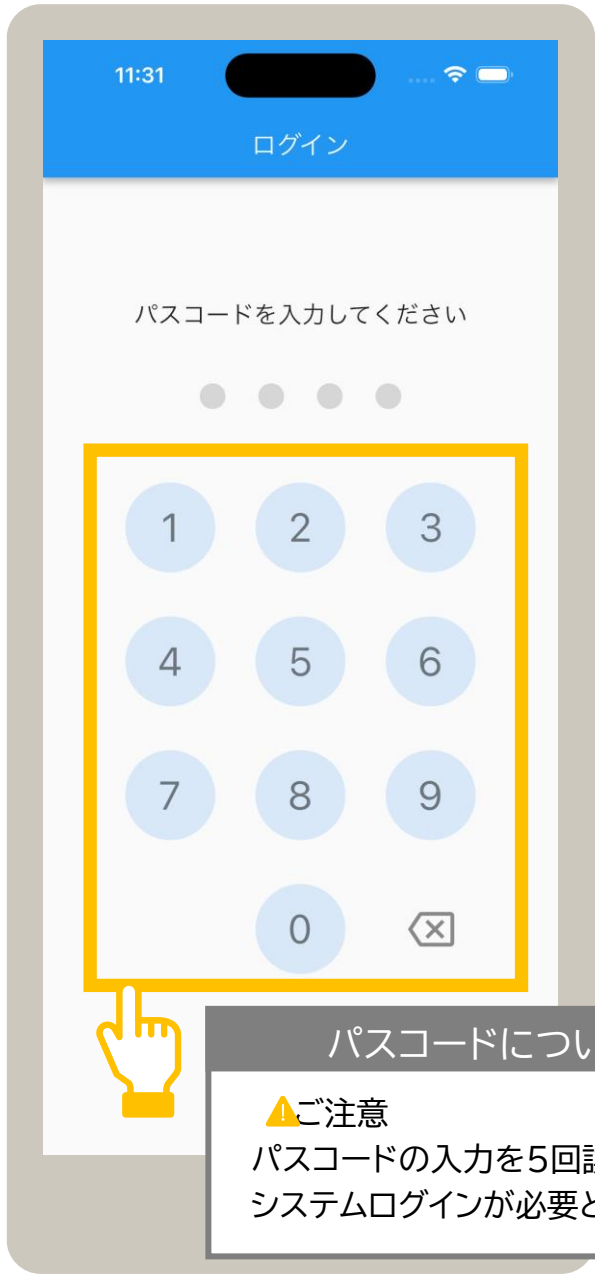 11:31
ログイン
パスコードを入力してください
1 2 3
4 5 6
7 8 9
0
パスコードについ
ご注意
パスコードの入力を5回
システムログインが必要と